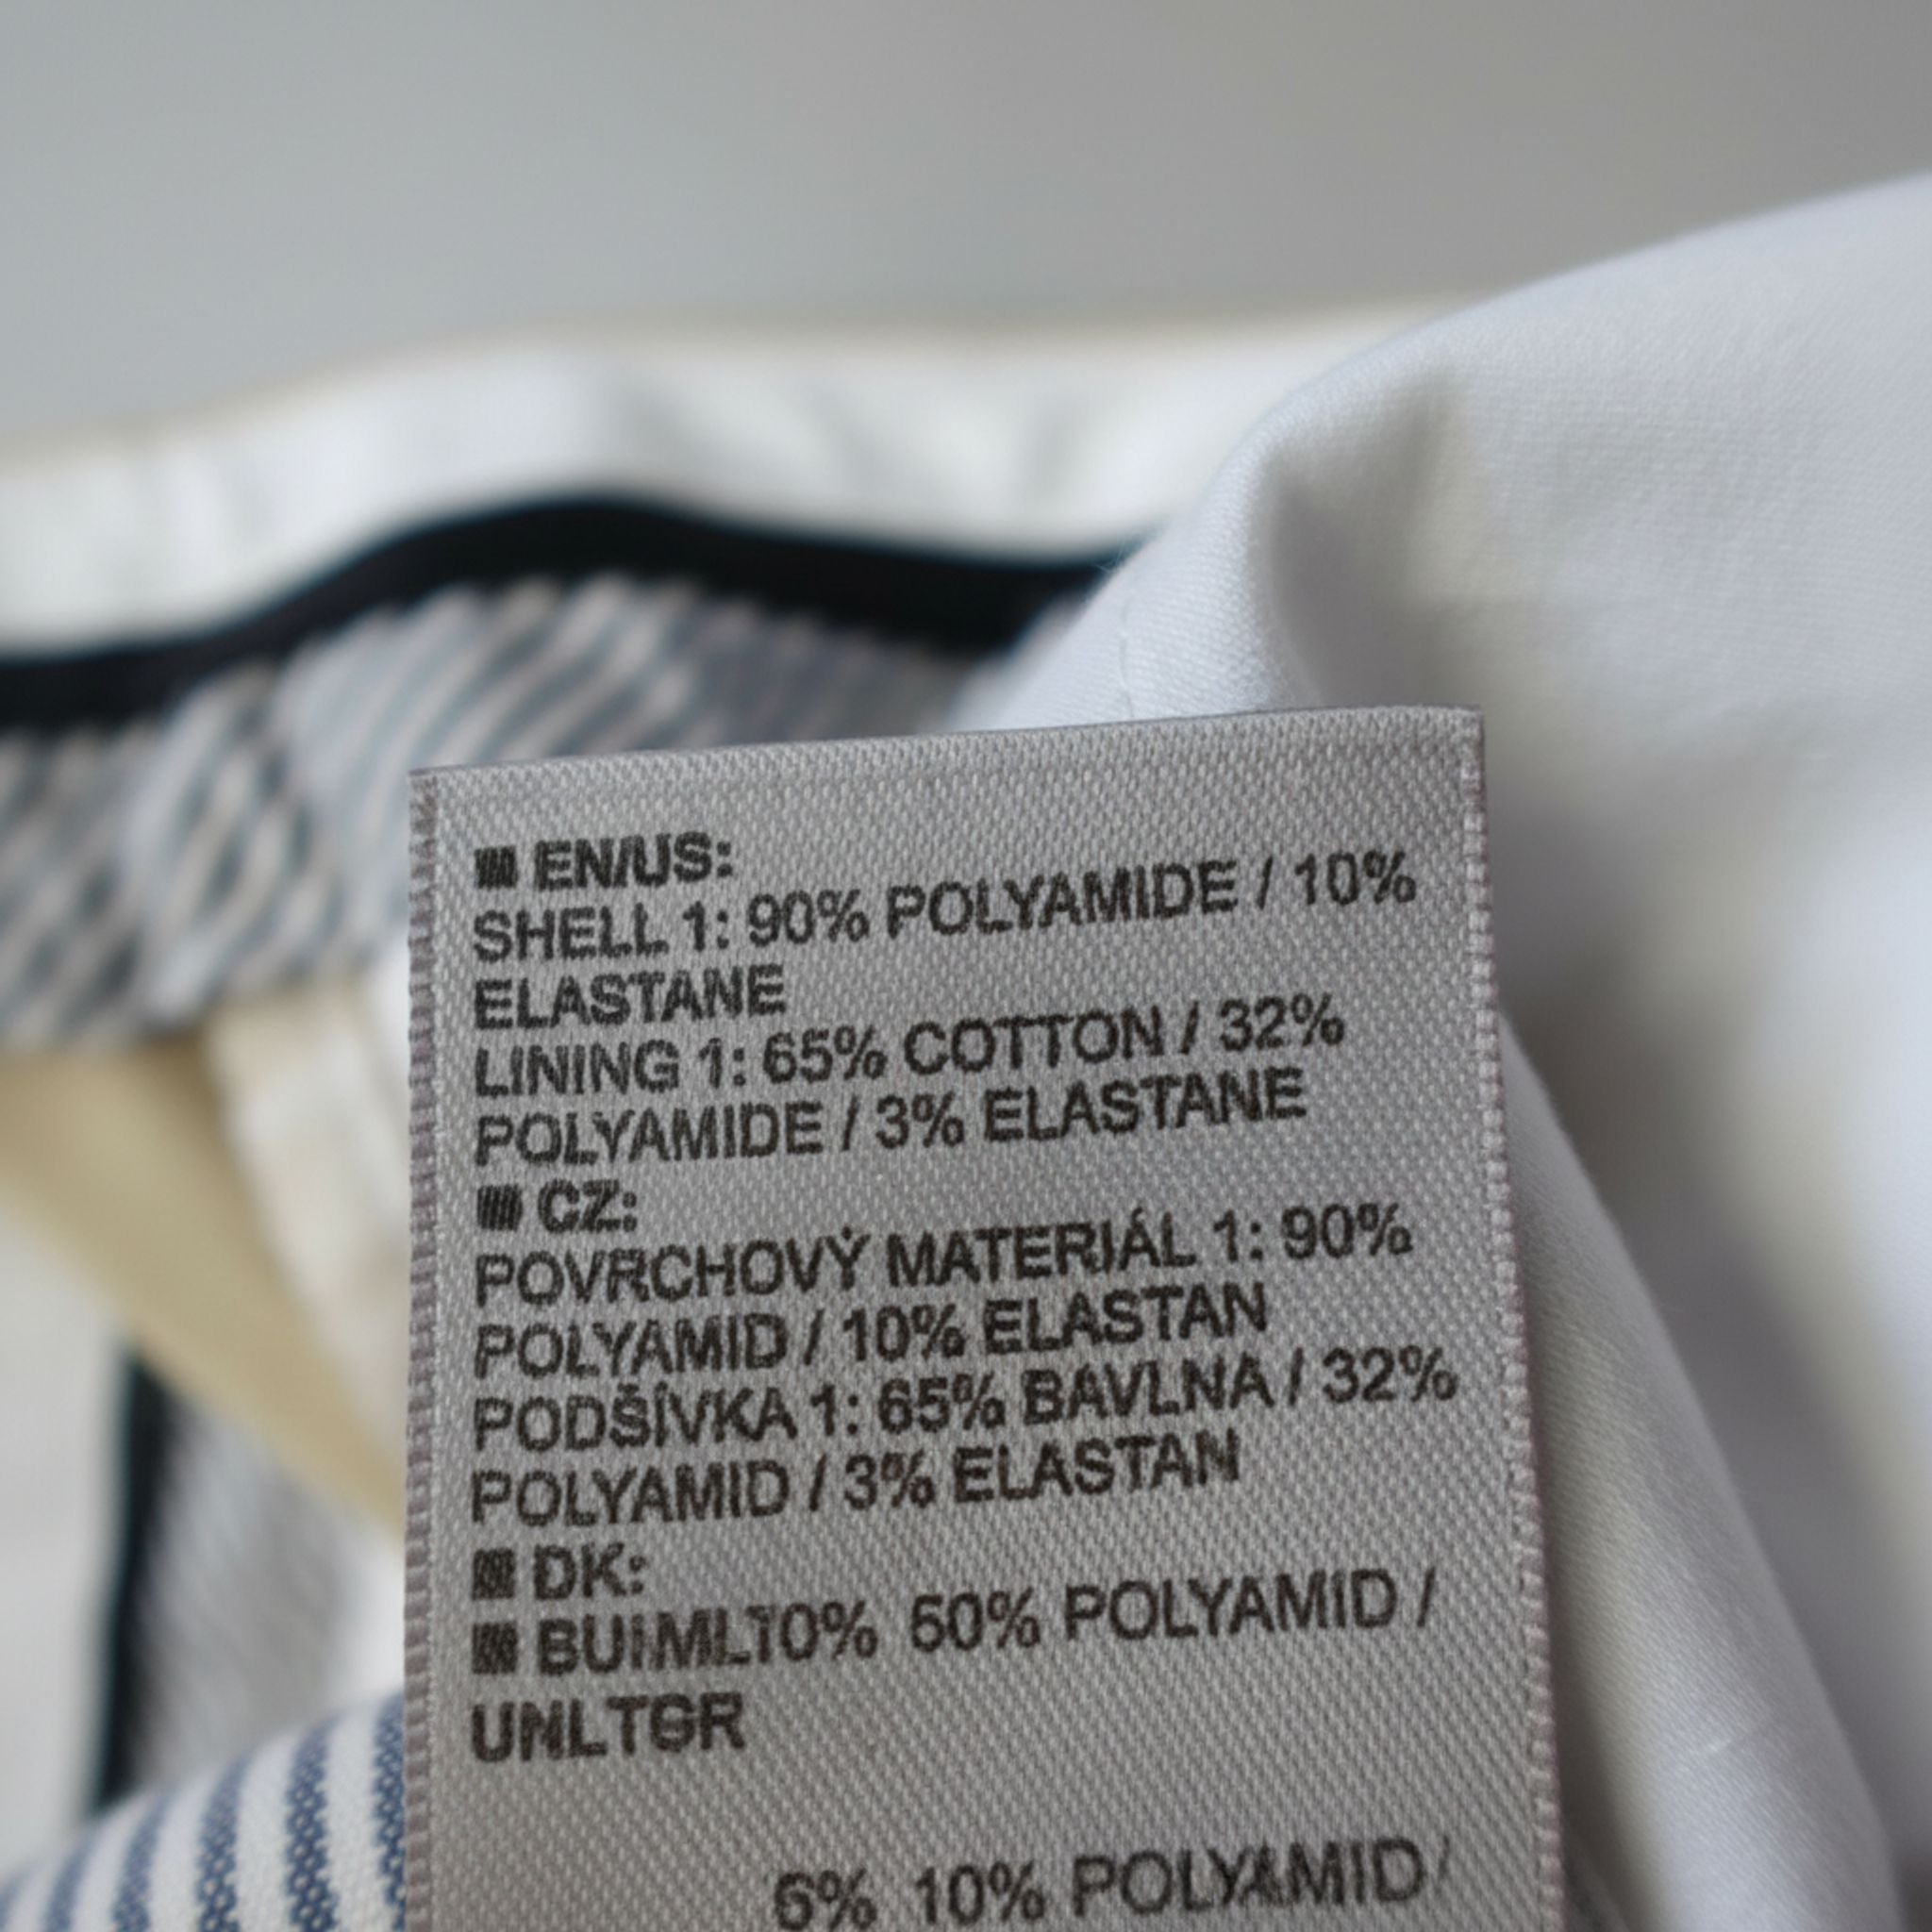 EN/US:
SHELL 1: 90% POLYAMIDE / 10%
ELASTANE
LINING 1: 65% COTTON / 32%
POLYAMIDE / 3% ELASTANE
CZ:
POVRCHOVÝ MATERIÁL 1: 90%
POLYAMID / 10% ELASTAN
PODŠÍVKA 1: 65% BAVLNA / 32%
POLYAMID / 3% ELASTAN
DK:
50% POLYAMID /
UNLTGR
6% 10% POLYAMID /